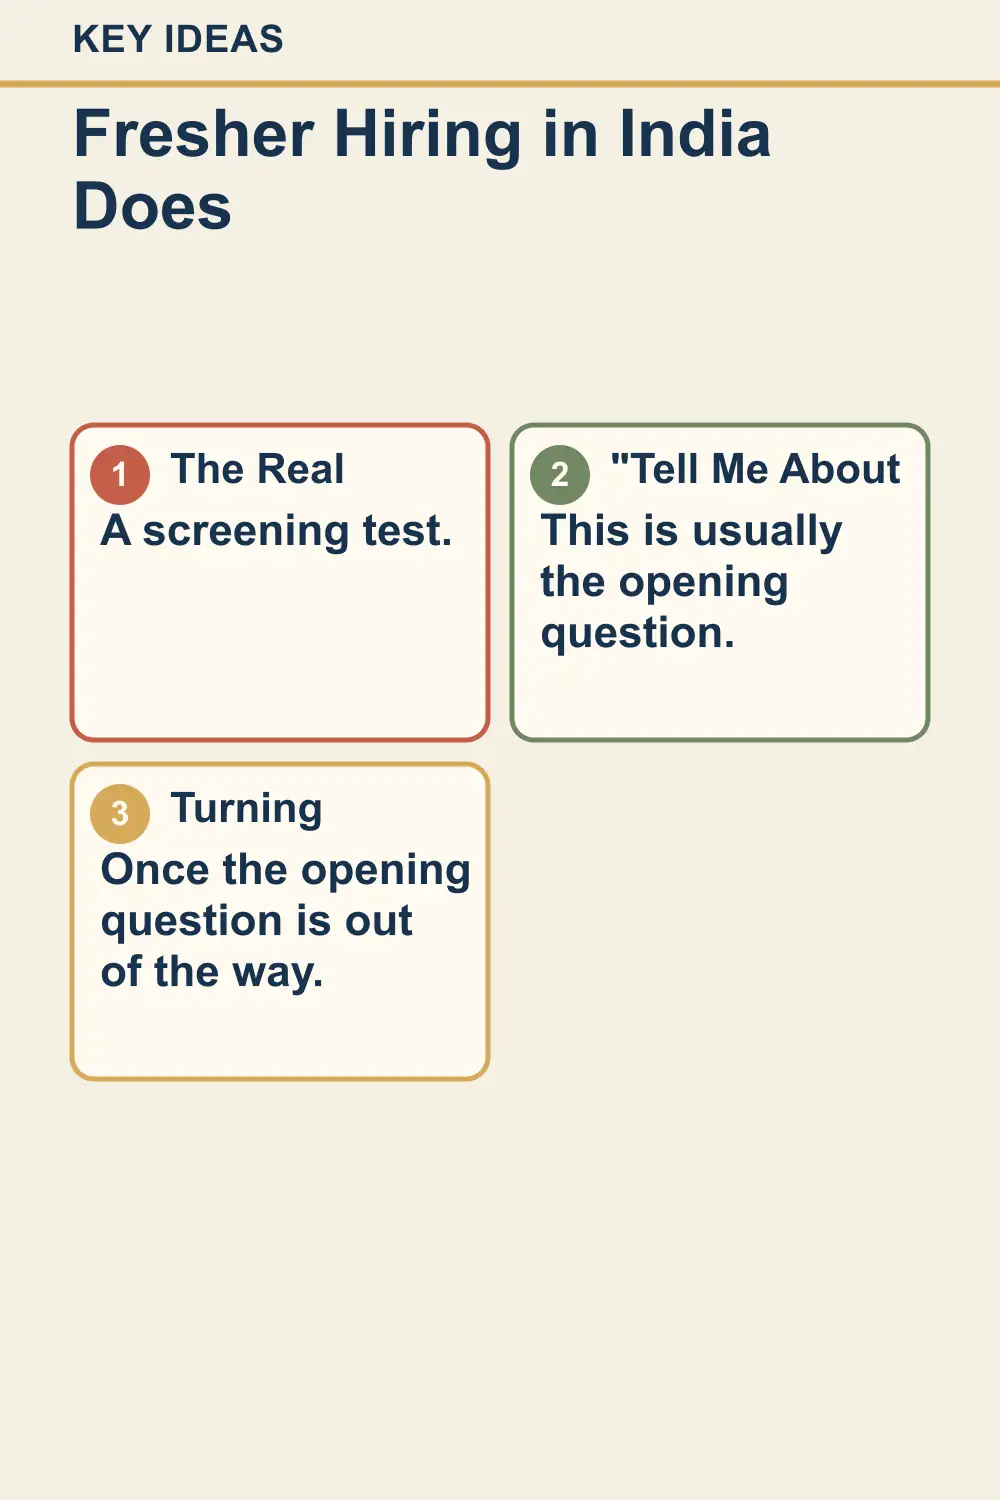 KEY IDEAS
Fresher Hiring in India
Does
1 The Real
A screening test.
2 "Tell Me About
This is usually
the opening
question.
3 Turning
Once the opening
question is out
of the way.